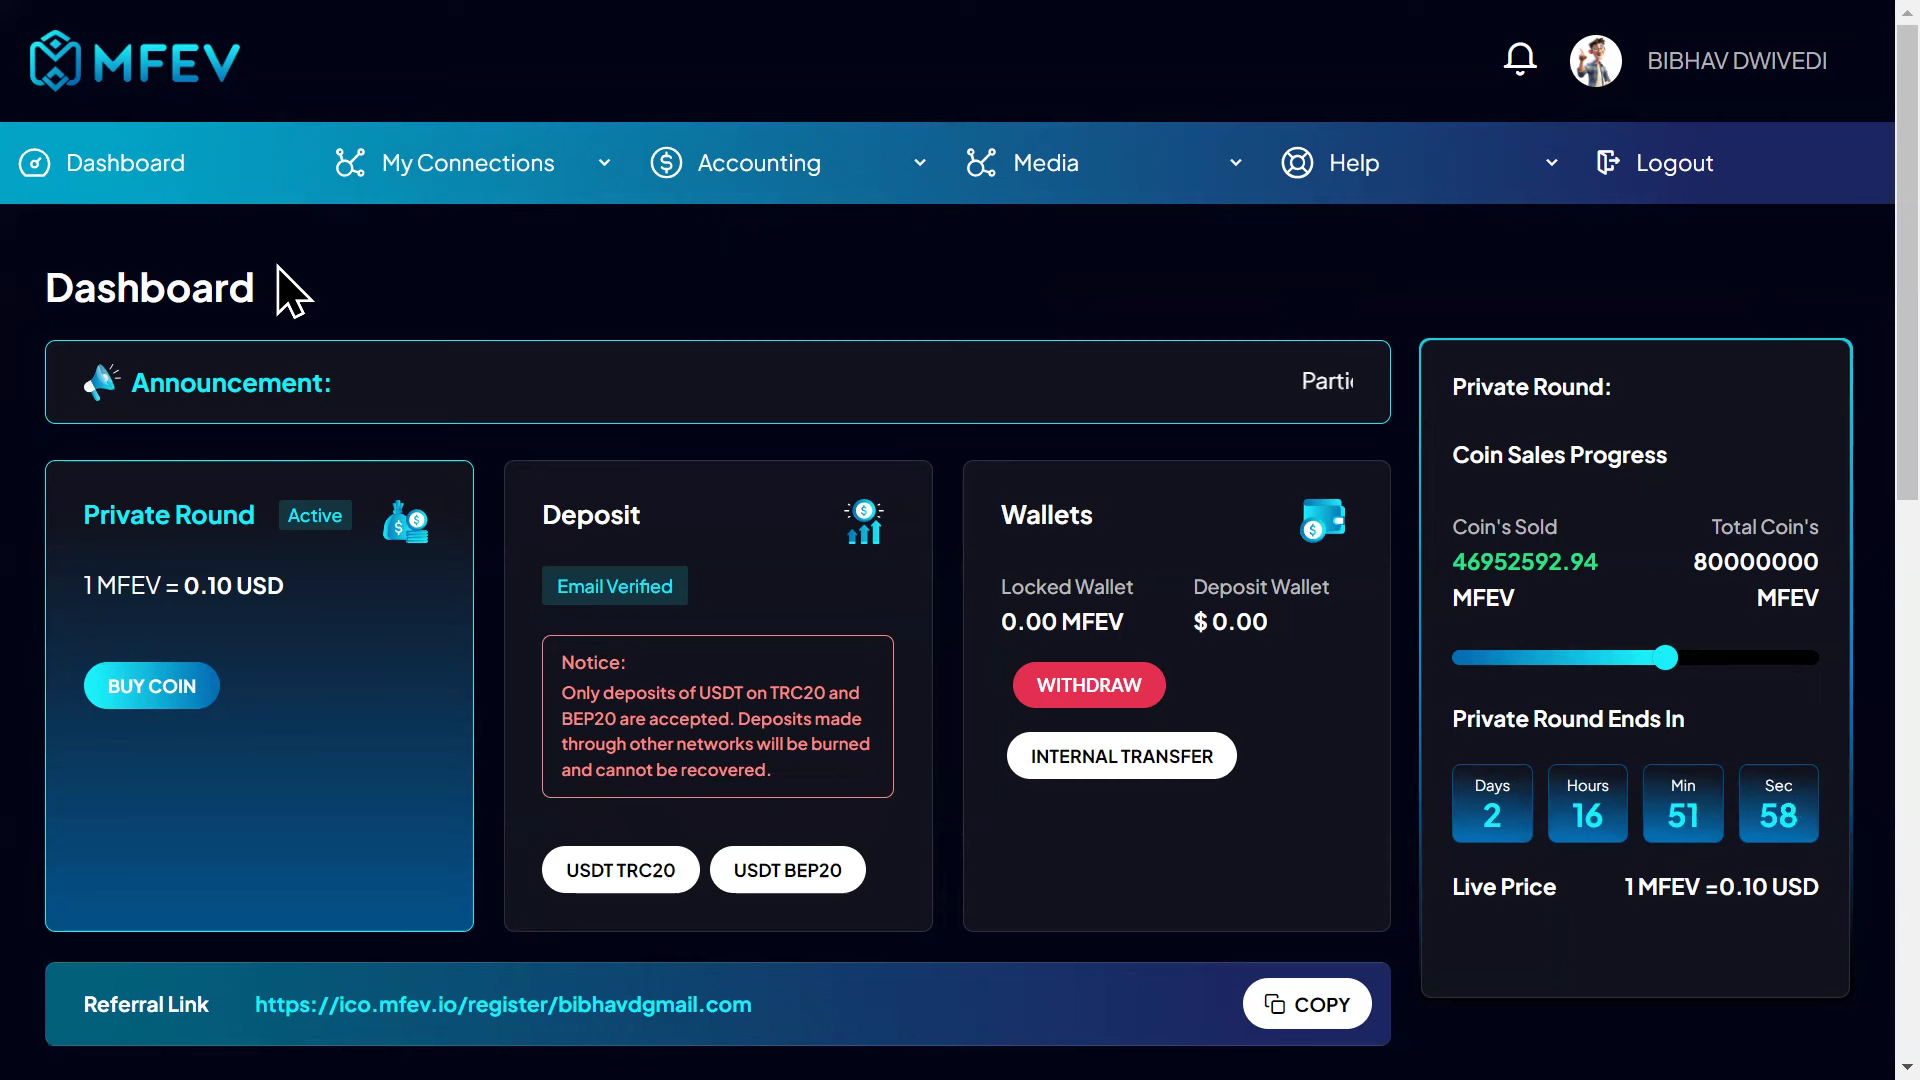 MFEV
BIBHAV DWIVEDI
Dashboard
My Connections
Accounting
Media
Help
Logout
Dashboard
Announcement:
Private Round Active
1 MFEV = 0.10 USD
BUY COIN
Deposit
Email Verified
Notice:
Only deposits of USDT on TRC20 and
BEP20 are accepted. Deposits made
through other networks will be burned
and cannot be recovered.
USDT TRC20 USDT BEP20
Wallets
Locked Wallet Deposit Wallet
0.00 MFEV $ 0.00
WITHDRAW
INTERNAL TRANSFER
Private Round:
Coin Sales Progress
Coin's Sold Total Coin's
46952592.94 80000000
MFEV MFEV
Private Round Ends In
Days Hours Min Sec
2 16 51 58
Live Price 1 MFEV =0.10 USD
Referral Link https://ico.mfev.io/register/bibhavdgmail.com COPY